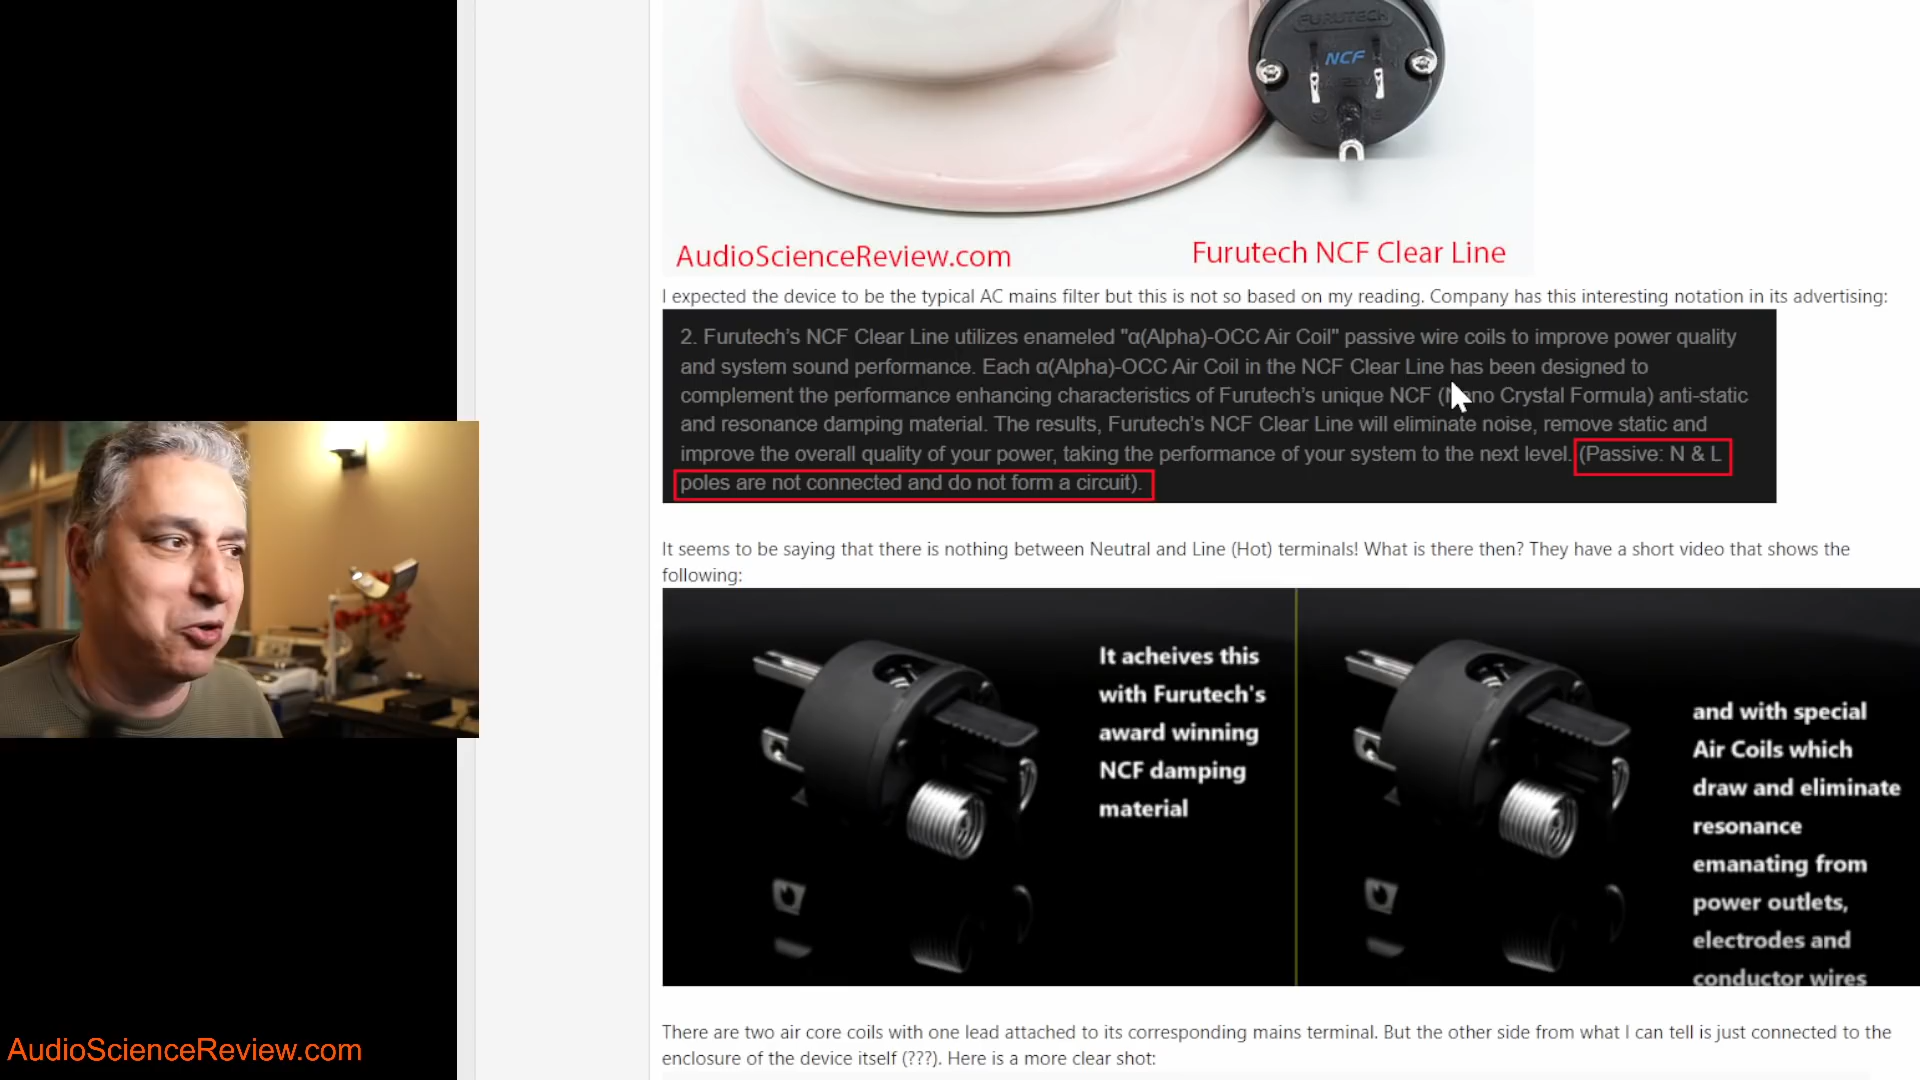 FURUTECH
NCF
AudioScienceReview.com
Furutech NCF Clear Line
I expected the device to be the typical AC mains filter but this is not so based on my reading. Company has this interesting notation in its advertising:
2. Furutech's NCF Clear Line utilizes enameled "α(Alpha)-OCC Air Coil" passive wire coils to improve power quality
and system sound performance. Each α(Alpha)-OCC Air Coil in the NCF Clear Line has been designed to
complement the performance enhancing characteristics of Furutech's unique NCF (Nano Crystal Formula) anti-static
and resonance damping material. The results, Furutech's NCF Clear Line will eliminate noise, remove static and
improve the overall quality of your power, taking the performance of your system to the next level. (Passive: N & L
poles are not connected and do not form a circuit).
It seems to be saying that there is nothing between Neutral and Line (Hot) terminals! What is there then? They have a short video that shows the
following:
It acheives this
with Furutech's
award winning
NCF damping
material
and with special
Air Coils which
draw and eliminate
resonance
emanating from
power outlets,
electrodes and
conductor wires
There are two air core coils with one lead attached to its corresponding mains terminal. But the other side from what I can tell is just connected to the
enclosure of the device itself (???). Here is a more clear shot:
AudioScienceReview.com